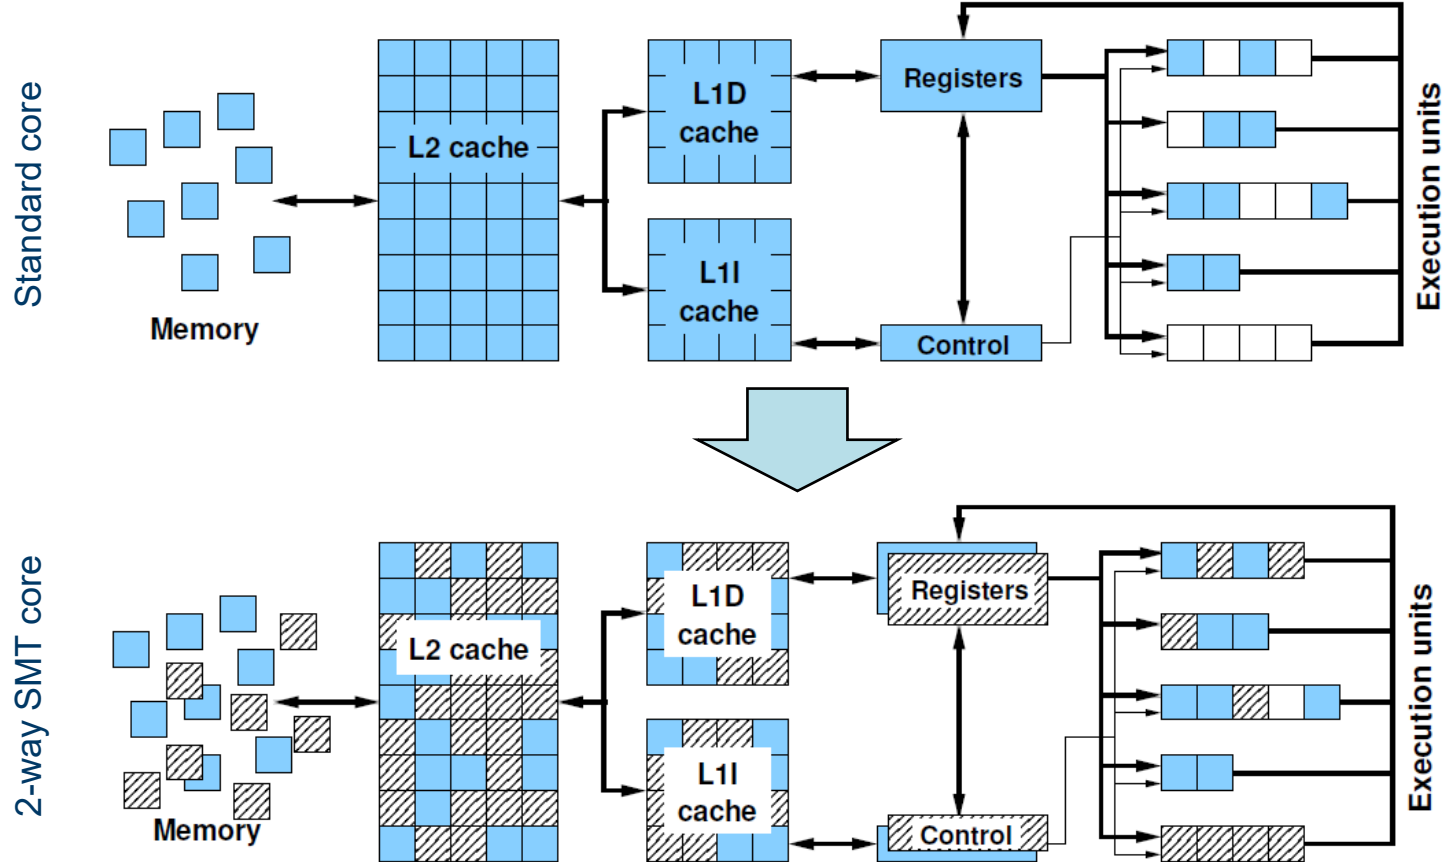 Standard core
Memory
L2 cache
L1D
cache
L1I
cache
Registers
Control
Execution units
2-way SMT core
Memory
L2 cache
L1D
cache
L1I
cache
Registers
Control
Execution units